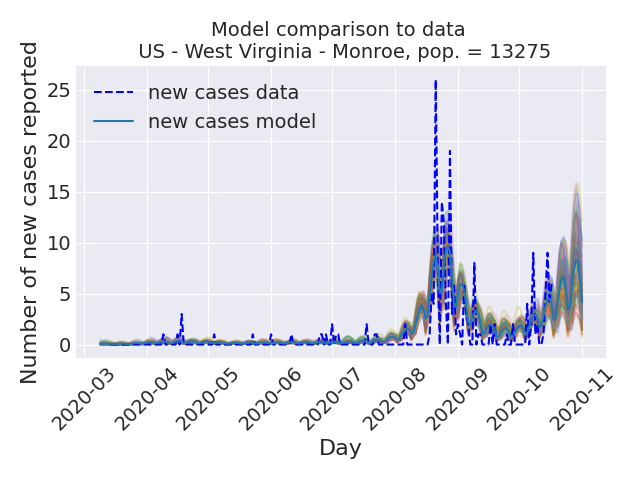 Model comparison to data
US - West Virginia - Monroe, pop. = 13275
Number of new cases reported
25
20
15
10
5
0
new cases data
new cases model
2020-03
2020-04
2020-05
2020-06
2020-07
2020-08
2020-09
2020-10
2020-11
Day